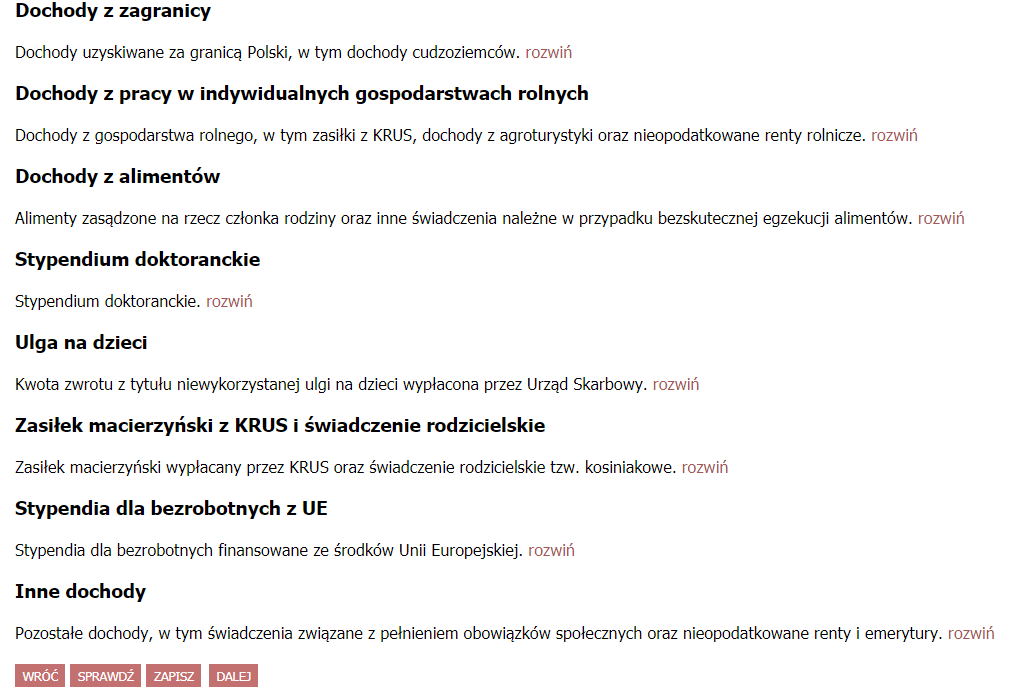 Dochody z zagranicy
Dochody uzyskiwane za granicą Polski, w tym dochody cudzoziemców. rozwiń
Dochody z pracy w indywidualnych gospodarstwach rolnych
Dochody z gospodarstwa rolnego, w tym zasiłki z KRUS, dochody z agroturystyki oraz nieopodatkowane renty rolnicze. rozwiń
Dochody z alimentów
Alimenty zasądzone na rzecz członka rodziny oraz inne świadczenia należne w przypadku bezskutecznej egzekucji alimentów. rozwiń
Stypendium doktoranckie
Stypendium doktoranckie. rozwiń
Ulga na dzieci
Kwota zwrotu z tytułu niewykorzystanej ulgi na dzieci wypłacona przez Urząd Skarbowy. rozwiń
Zasiłek macierzyński z KRUS i świadczenie rodzicielskie
Zasiłek macierzyński wypłacany przez KRUS oraz świadczenie rodzicielskie tzw. kosiniakowe. rozwiń
Stypendia dla bezrobotnych z UE
Stypendia dla bezrobotnych finansowane ze środków Unii Europejskiej. rozwiń
Inne dochody
Pozostałe dochody, w tym świadczenia związane z pełnieniem obowiązków społecznych oraz nieopodatkowane renty i emerytury. rozwiń
WRÓĆ SPRAWDŹ ZAPISZ DALEJ